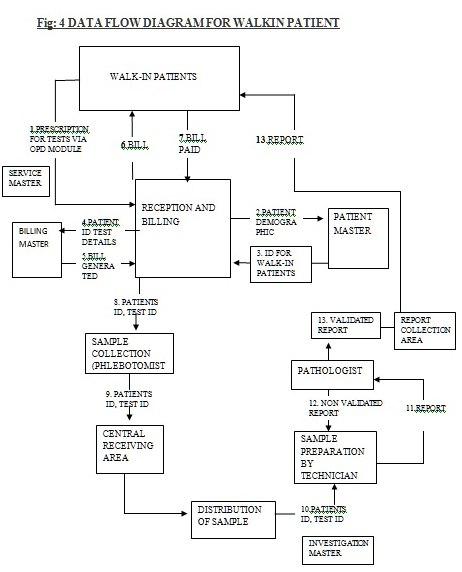 Fig: 4 DATA FLOW DIAGRAM FOR WALKIN PATIENT
WALK-IN PATIENTS
1.PRESCRIPTION
FOR TESTS VIA
OPD MODULE
6.BILL
7.BILL
PAID
13.REPORT
SERVICE
MASTER
RECEPTION AND
BILLING
BILLING
MASTER
4.PATIENT
ID TEST
DETAILS
5.BILL
GENERA
TED
2.PATIENT
DEMOGRA
PHIC
PATIENT
MASTER
3. ID FOR
WALK-IN
PATIENTS
8. PATIENTS
ID, TEST ID
SAMPLE
COLLECTION
(PHLEBOTOMIST
13. VALIDATED
REPORT
REPORT
COLLECTION
AREA
PATHOLOGIST
9. PATIENTS
ID, TEST ID
12. NON VALIDATED
REPORT
11.REPORT
CENTRAL
RECEIVING
AREA
SAMPLE
PREPARATION
BY
TECHNICIAN
DISTRIBUTION
OF SAMPLE
10.PATIENTS
ID, TEST ID
INVESTIGATION
MASTER